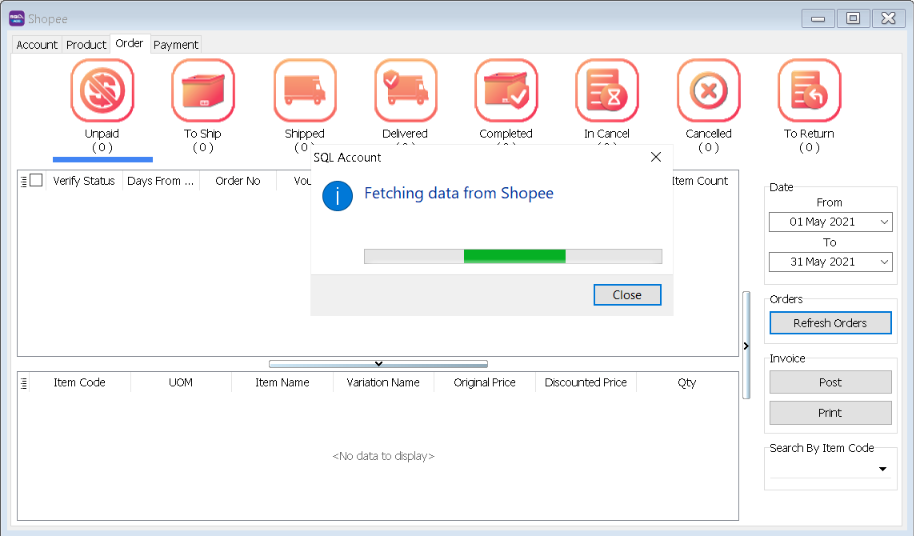 SQL Shopee
Account Product Order Payment
Unpaid To Ship Shipped Delivered Completed In Cancel Cancelled To Return
( 0 ) ( 0 ) ( 0 ) ( 0 ) ( 0 ) ( 0 ) ( 0 ) ( 0 )
SQL Account
Verify Status Days From ... Order No Vou Item Count
Fetching data from Shopee
Close
Date
From
01 May 2021
To
31 May 2021
Orders
Refresh Orders
Invoice
Post
Print
Search By Item Code
Item Code UOM Item Name Variation Name Original Price Discounted Price Qty
<No data to display>